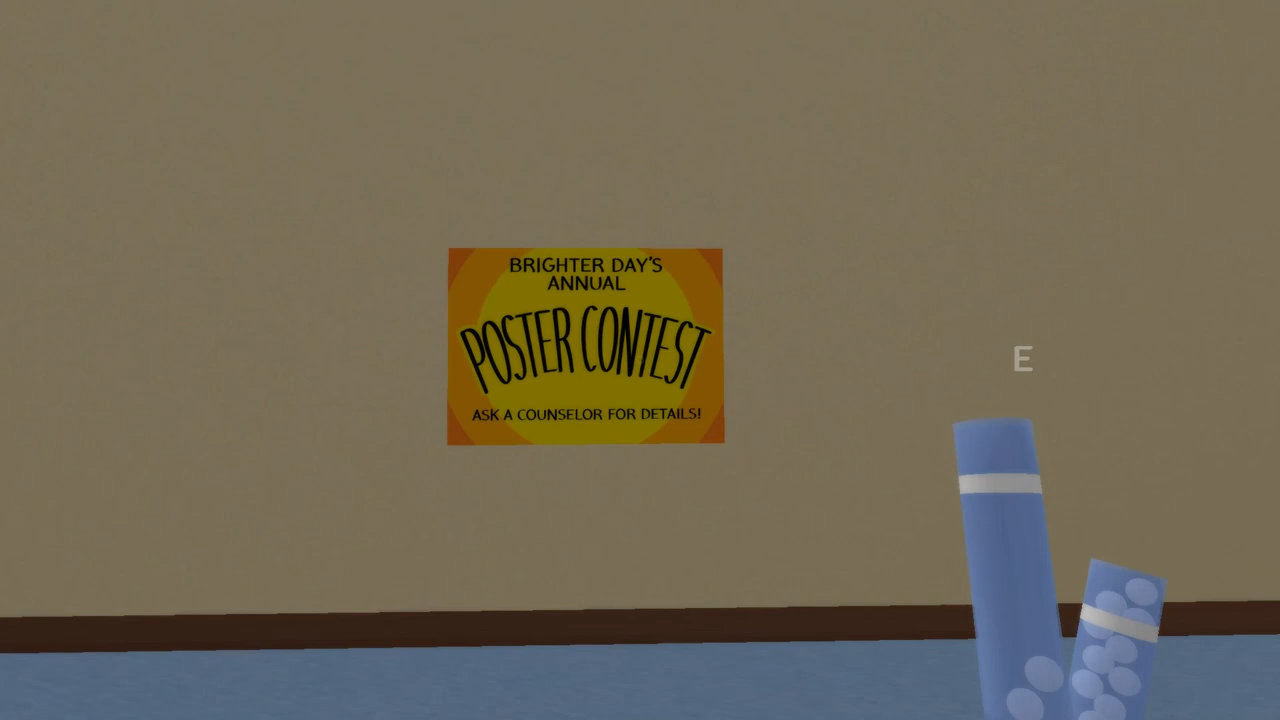 BRIGHTER DAY'S
ANNUAL
POSTER CONTEST
ASK A COUNSELOR FOR DETAILS!
E